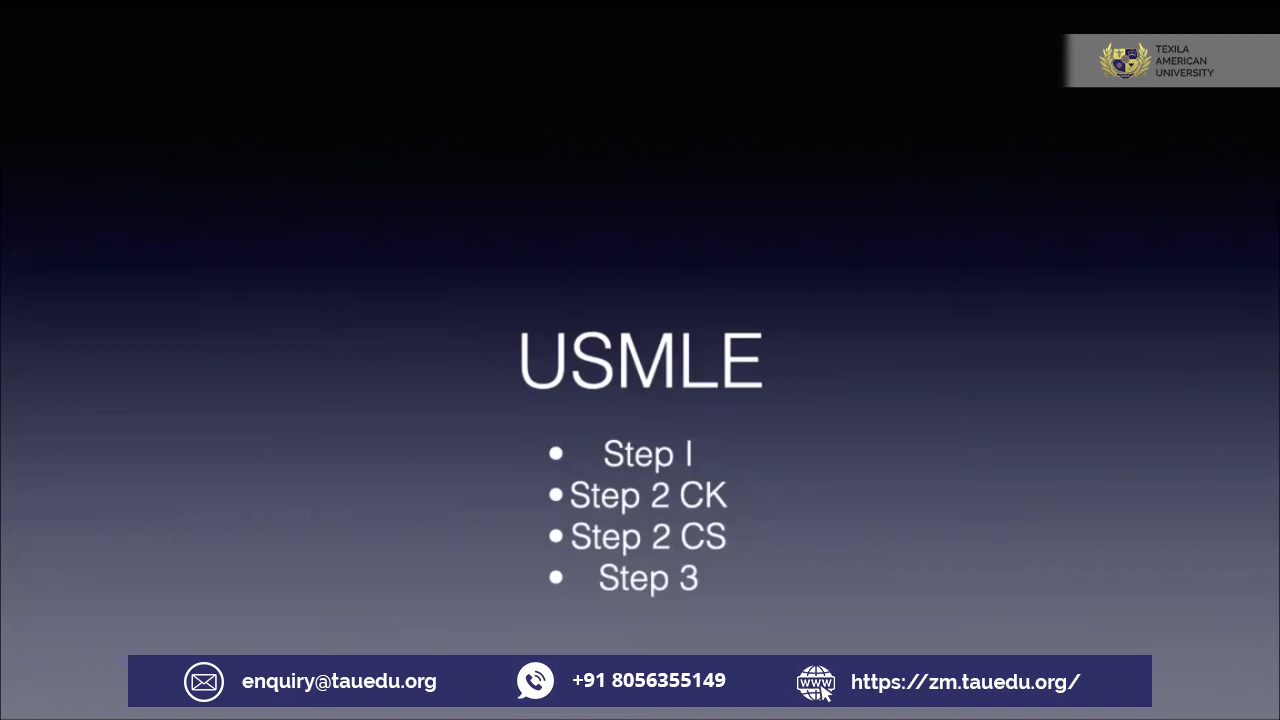 TEXILA
AMERICAN
UNIVERSITY
USMLE
• Step I
• Step 2 CK
• Step 2 CS
• Step 3
enquiry@tauedu.org
+91 8056355149
www
https://zm.tauedu.org/